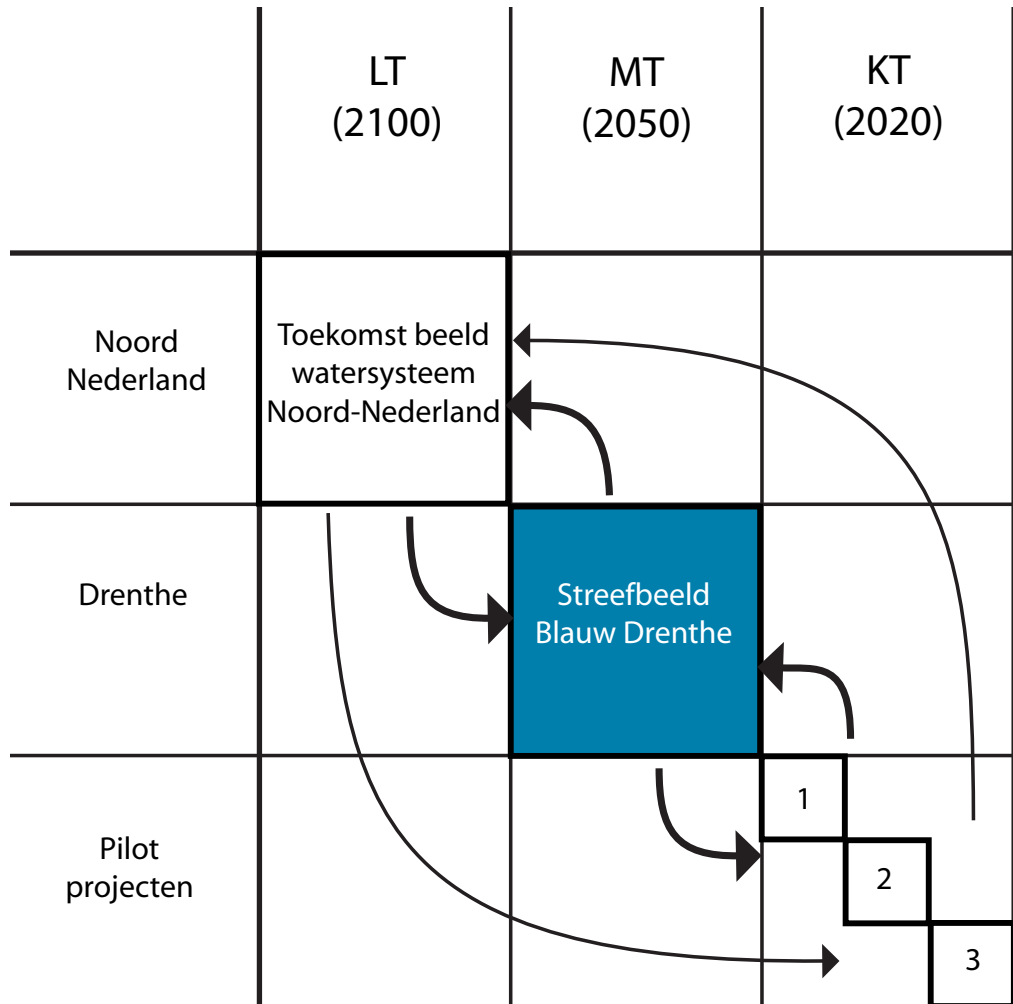 LT
(2100)
MT
(2050)
KT
(2020)
Noord
Nederland
Toekomst beeld
watersysteem
Noord-Nederland
Drenthe
Streefbeeld
Blauw Drenthe
Pilot
projecten
1
2
3